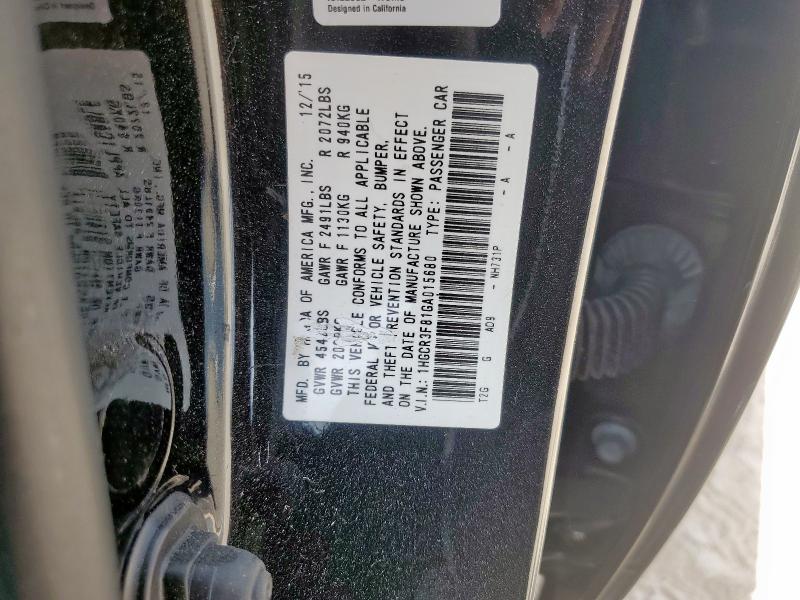 Designed in California
MFD. BY OF AMERICA MFG., INC. 12/15
GVWR GAWR F 2491LBS R 2072LBS
GVWR GAWR F 1130KG R 940KG
THIS VEHICLE CONFORMS TO ALL APPLICABLE
FEDERAL OR VEHICLE SAFETY, BUMPER,
AND THEFT PREVENTION STANDARDS IN EFFECT
ON THE DATE OF MANUFACTURE SHOWN ABOVE.
V.I.N.: 1HGCR3F81GA015680 TYPE: PASSENGER CAR
T2G G AO9 - NH731P - A - A